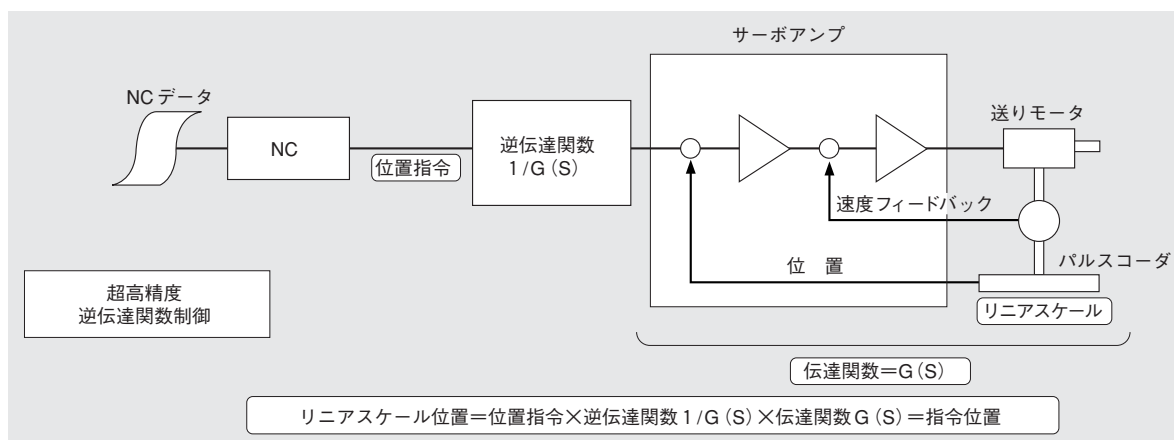 サーボアンプ
NCデータ
送りモータ
NC
位置指令
逆伝達関数
1/G(S)
速度フィードバック
位 置
パルスコーダ
リニアスケール
超高精度
逆伝達関数制御
伝達関数=G(S)
リニアスケール位置=位置指令×逆伝達関数1/G(S)×伝達関数G(S)=指令位置